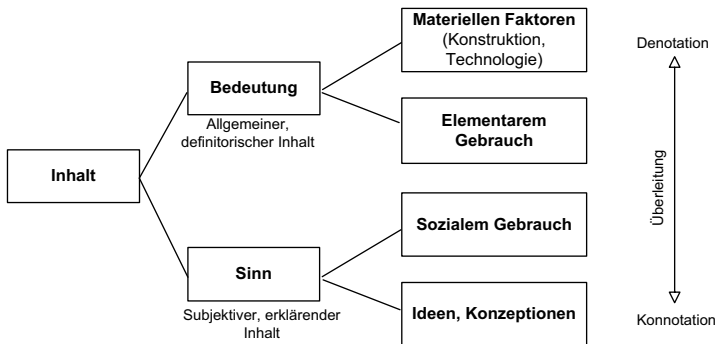 Materiellen Faktoren
(Konstruktion,
Technologie)
Denotation
Bedeutung
Allgemeiner,
definitorischer Inhalt
Elementarem
Gebrauch
Inhalt
Überleitung
Sozialem Gebrauch
Sinn
Subjektiver, erklärender
Inhalt
Ideen, Konzeptionen
Konnotation